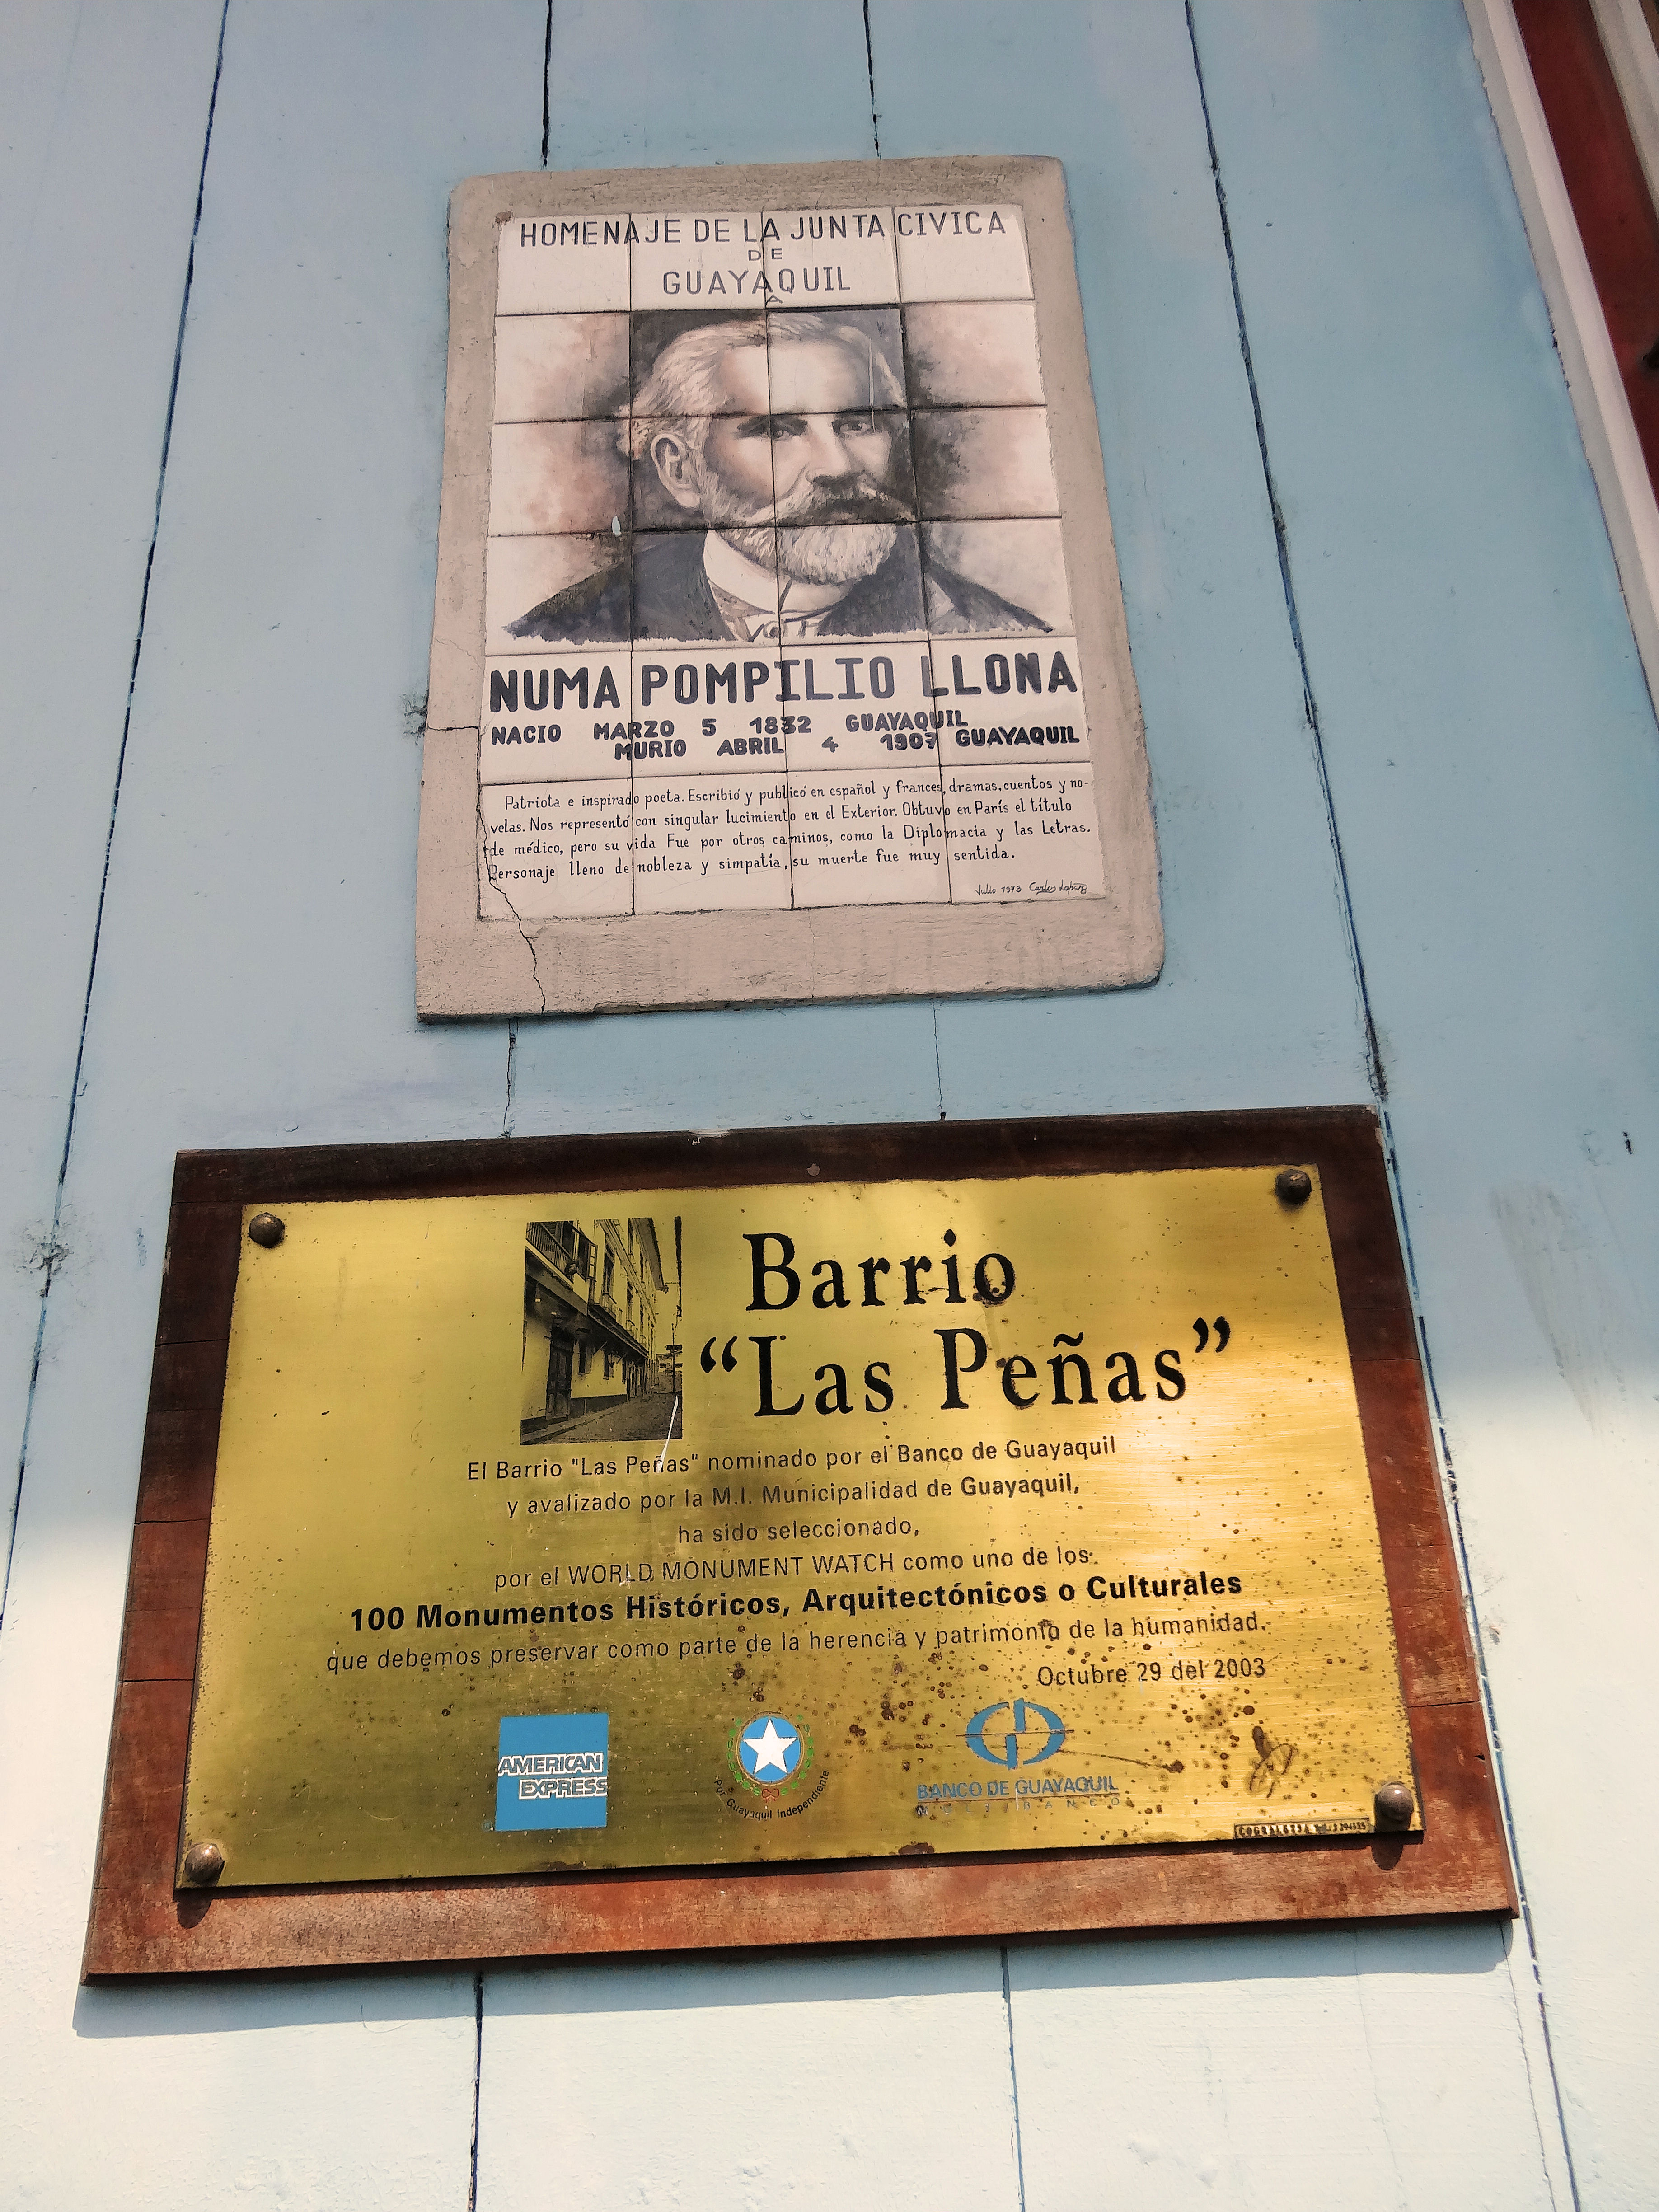 HOMENAJE DE LA JUNTA CIVICA
DE
GUAYAQUIL
A
NUMA POMPILIO LLONA
NACIO MARZO 5 1832 GUAYAQUIL
MURIO ABRIL 4 1907 GUAYAQUIL
Patriota e inspirado poeta. Escribió y publicó en español y frances, dramas, cuentos y no-
velas. Nos representó con singular lucimiento en el Exterior. Obtuvo en París el título
de médico, pero su vida Fue por otros caminos, como la Diplomacia y las Letras.
Personaje lleno de nobleza y simpatía, su muerte fue muy sentida.
Julio 1973 Carlos
Barrio
“Las Peñas”
El Barrio "Las Peñas" nominado por el Banco de Guayaquil
y avalizado por la M.I. Municipalidad de Guayaquil,
ha sido seleccionado,
por el WORLD MONUMENT WATCH como uno de los:
100 Monumentos Históricos, Arquitectónicos o Culturales
que debemos preservar como parte de la herencia y patrimonio de la humanidad.
Octubre 29 del 2003
AMERICAN
EXPRESS
Por Guayaquil Independiente
BANCO DE GUAYAQUIL
MULTIBANCO